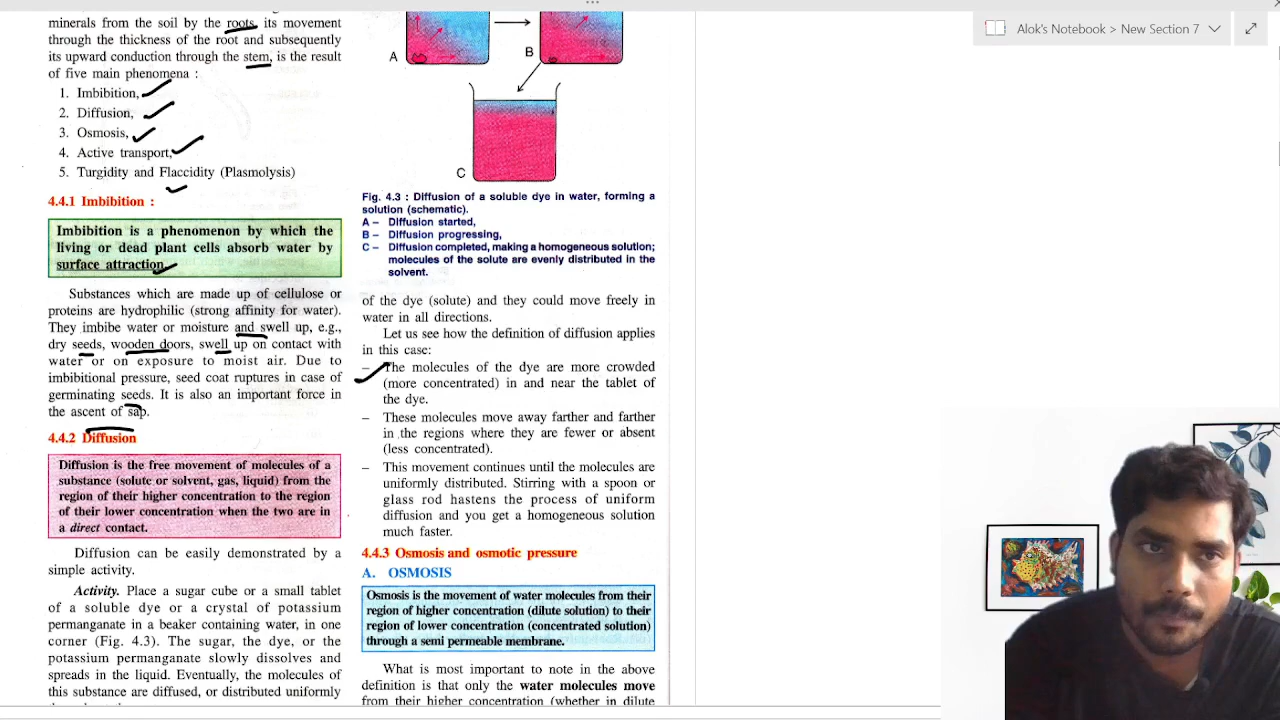 Alok's Notebook > New Section 7
minerals from the soil by the roots, its movement
through the thickness of the root and subsequently
its upward conduction through the stem, is the result
of five main phenomena :
1. Imbibition,
2. Diffusion,
3. Osmosis,
4. Active transport,
5. Turgidity and Flaccidity (Plasmolysis)
4.4.1 Imbibition :
Imbibition is a phenomenon by which the
living or dead plant cells absorb water by
surface attraction.
Substances which are made up of cellulose or
proteins are hydrophilic (strong affinity for water).
They imbibe water or moisture and swell up, e.g.,
dry seeds, wooden doors, swell up on contact with
water or on exposure to moist air. Due to
imbibitional pressure, seed coat ruptures in case of
germinating seeds. It is also an important force in
the ascent of sap.
4.4.2 Diffusion
Diffusion is the free movement of molecules of a
substance (solute or solvent, gas, liquid) from the
region of their higher concentration to the region
of their lower concentration when the two are in
a direct contact.
Diffusion can be easily demonstrated by a
simple activity.
Activity. Place a sugar cube or a small tablet
of a soluble dye or a crystal of potassium
permanganate in a beaker containing water, in one
corner (Fig. 4.3). The sugar, the dye, or the
potassium permanganate slowly dissolves and
spreads in the liquid. Eventually, the molecules of
this substance are diffused, or distributed uniformly
A
B
C
Fig. 4.3 : Diffusion of a soluble dye in water, forming a
solution (schematic).
A – Diffusion started,
B – Diffusion progressing,
C – Diffusion completed, making a homogeneous solution;
molecules of the solute are evenly distributed in the
solvent.
of the dye (solute) and they could move freely in
water in all directions.
Let us see how the definition of diffusion applies
in this case:
– The molecules of the dye are more crowded
(more concentrated) in and near the tablet of
the dye.
– These molecules move away farther and farther
in the regions where they are fewer or absent
(less concentrated).
– This movement continues until the molecules are
uniformly distributed. Stirring with a spoon or
glass rod hastens the process of uniform
diffusion and you get a homogeneous solution
much faster.
4.4.3 Osmosis and osmotic pressure
A. OSMOSIS
Osmosis is the movement of water molecules from their
region of higher concentration (dilute solution) to their
region of lower concentration (concentrated solution)
through a semi permeable membrane.
What is most important to note in the above
definition is that only the water molecules move
from their higher concentration (whether in dilute